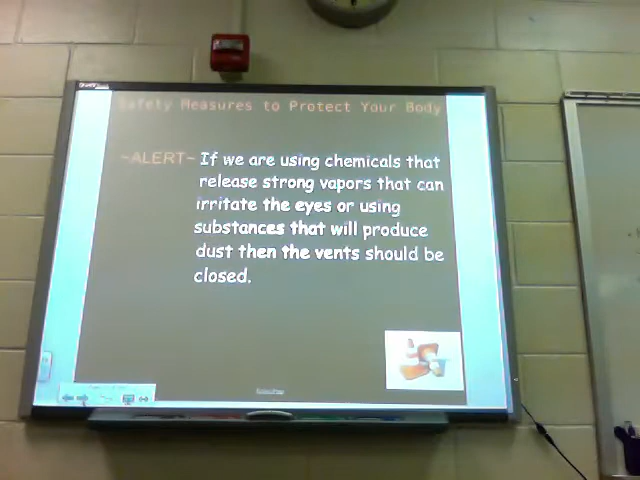 Safety Measures to Protect Your Body
~ALERT~ If we are using chemicals that
release strong vapors that can
irritate the eyes or using
substances that will produce
dust then the vents should be
closed.